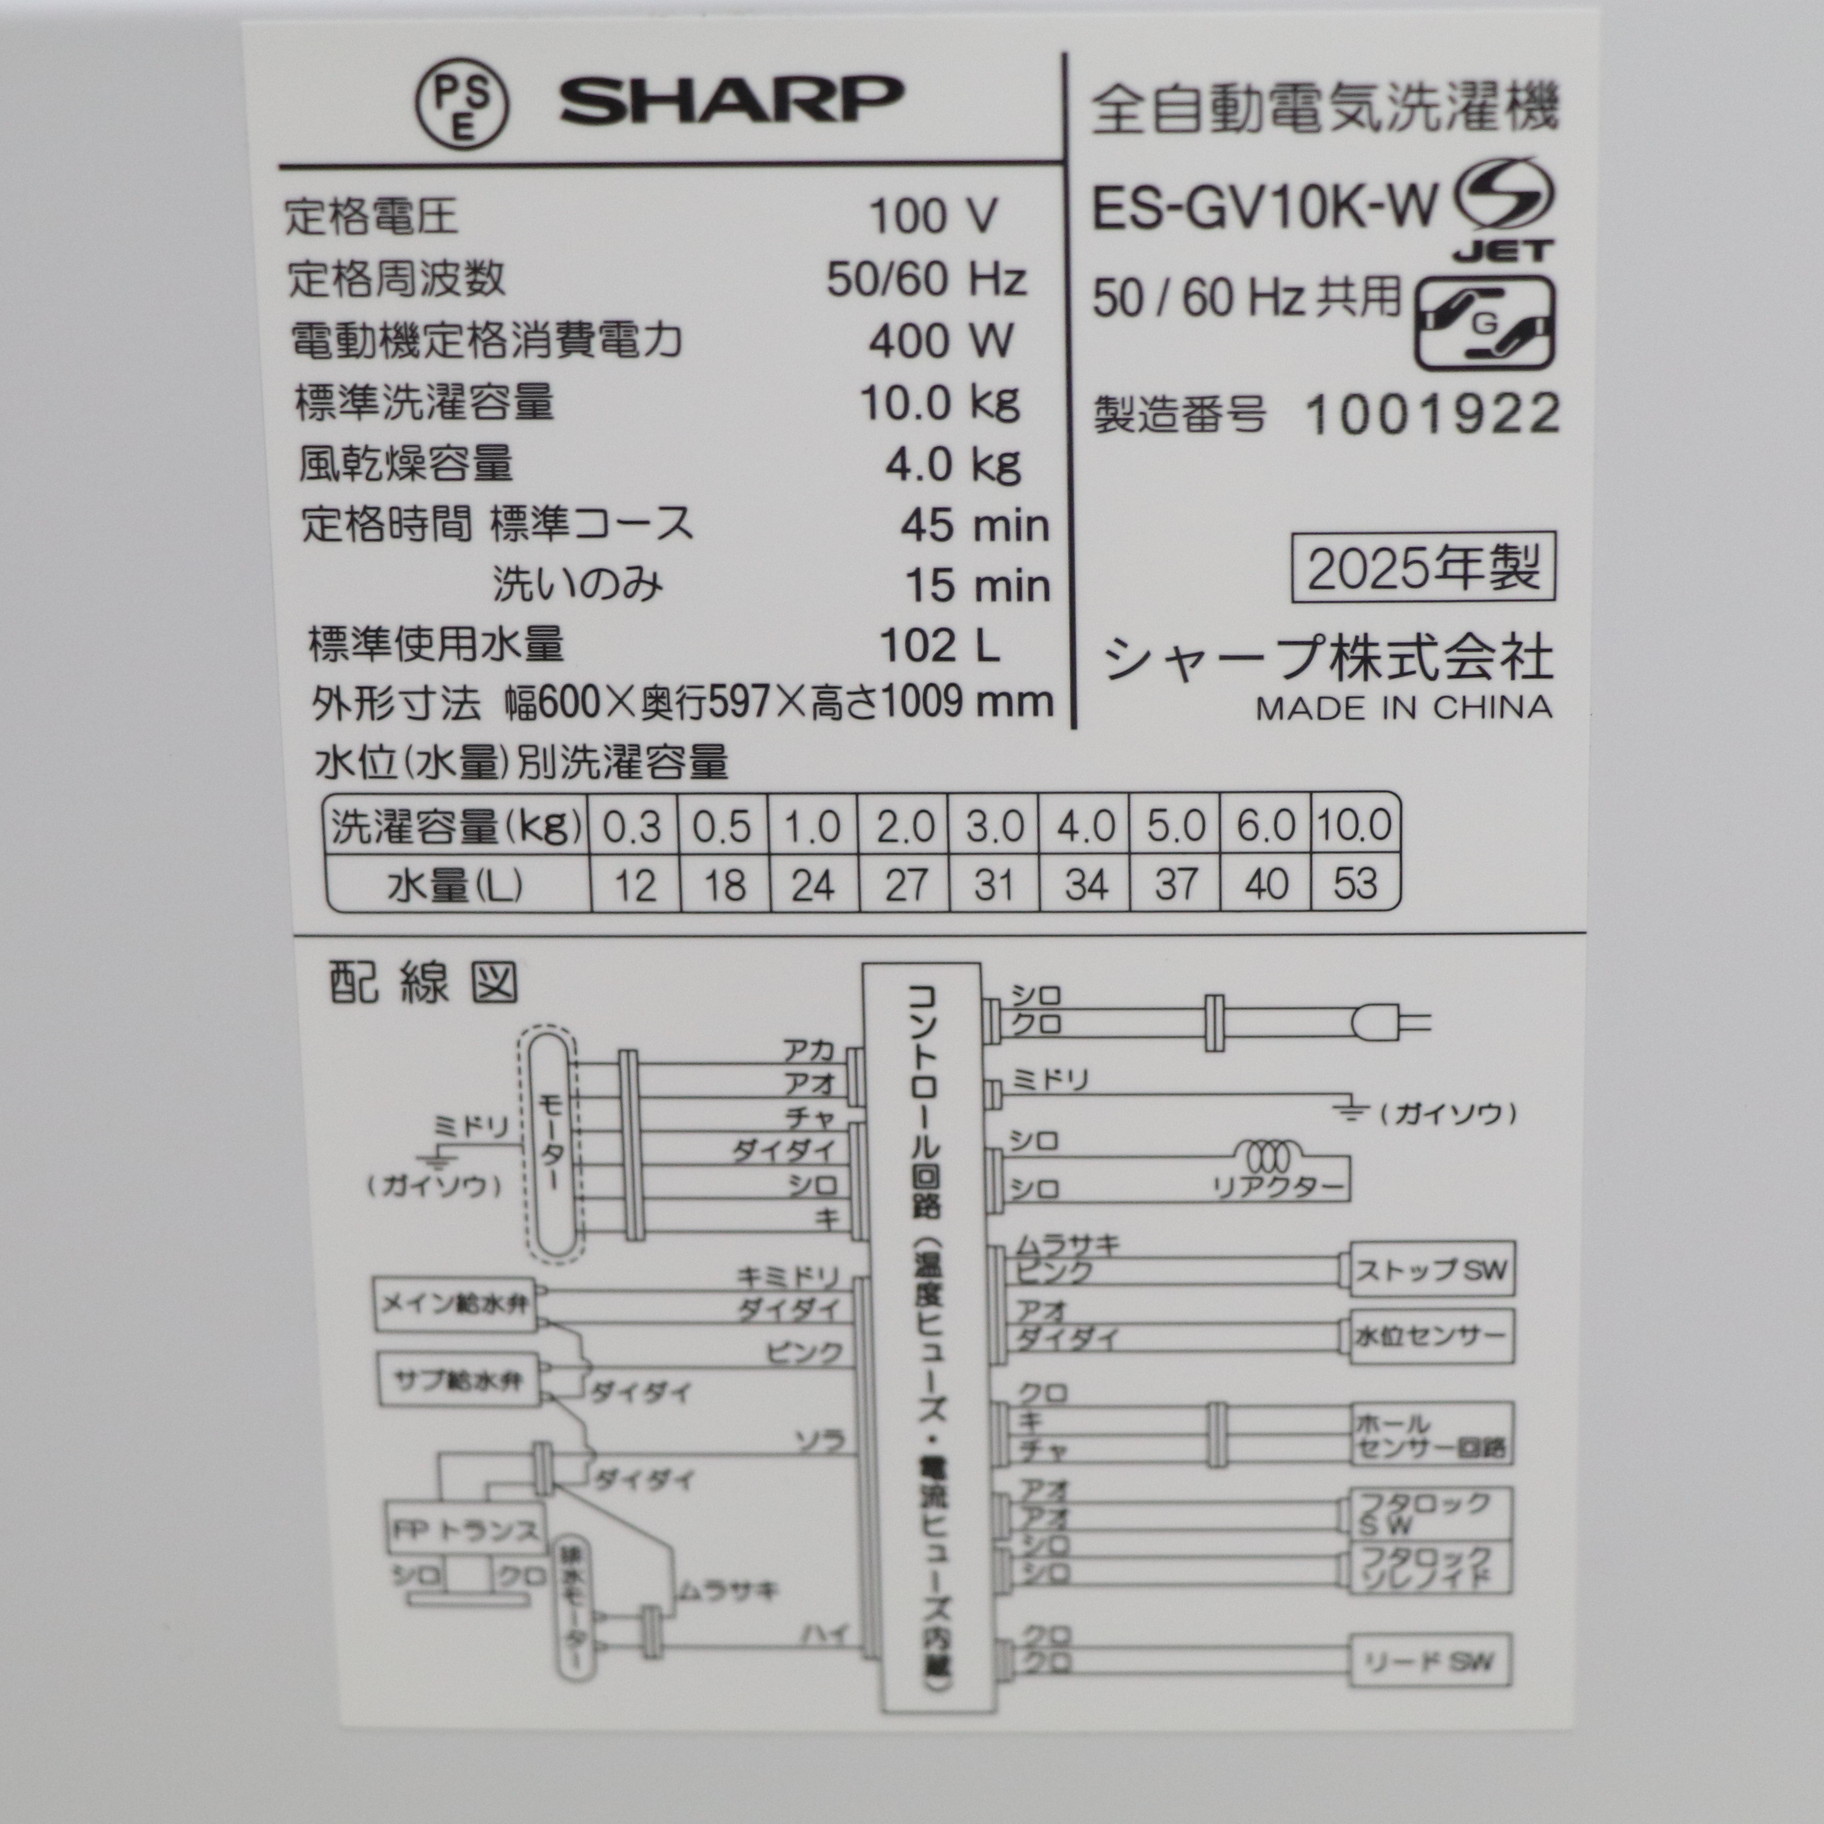 PSE SHARP
定格電圧 100 V
定格周波数 50/60 Hz
電動機定格消費電力 400 W
標準洗濯容量 10.0 kg
風乾燥容量 4.0 kg
定格時間 標準コース 45 min
洗いのみ 15 min
標準使用水量 102 L
外形寸法 幅600×奥行597×高さ1009 mm
全自動電気洗濯機
ES-GV10K-W
JET
50 / 60 Hz 共用
G
製造番号 1001922
2025年製
シャープ株式会社
MADE IN CHINA
水位(水量)別洗濯容量
洗濯容量(kg) 0.3 0.5 1.0 2.0 3.0 4.0 5.0 6.0 10.0
水量(L) 12 18 24 27 31 34 37 40 53
配線図
モーター
ミドリ
(ガイソウ)
アカ
アオ
チャ
ダイダイ
シロ
キ
メイン給水弁
キミドリ
ダイダイ
サブ給水弁
ピンク
ダイダイ
ソラ
ダイダイ
FP トランス
シロ
クロ
排水モーター
ムラサキ
ハイ
コントロール回路(温度ヒューズ・電流ヒューズ内蔵)
シロ
クロ
ミドリ
(ガイソウ)
シロ
リアクター
シロ
ムラサキ
ピンク
ストップSW
アオ
ダイダイ
水位センサー
クロ
キ
チャ
ホール
センサー回路
アオ
アオ
フタロック
SW
シロ
シロ
フタロック
ソレノイド
クロ
クロ
リードSW